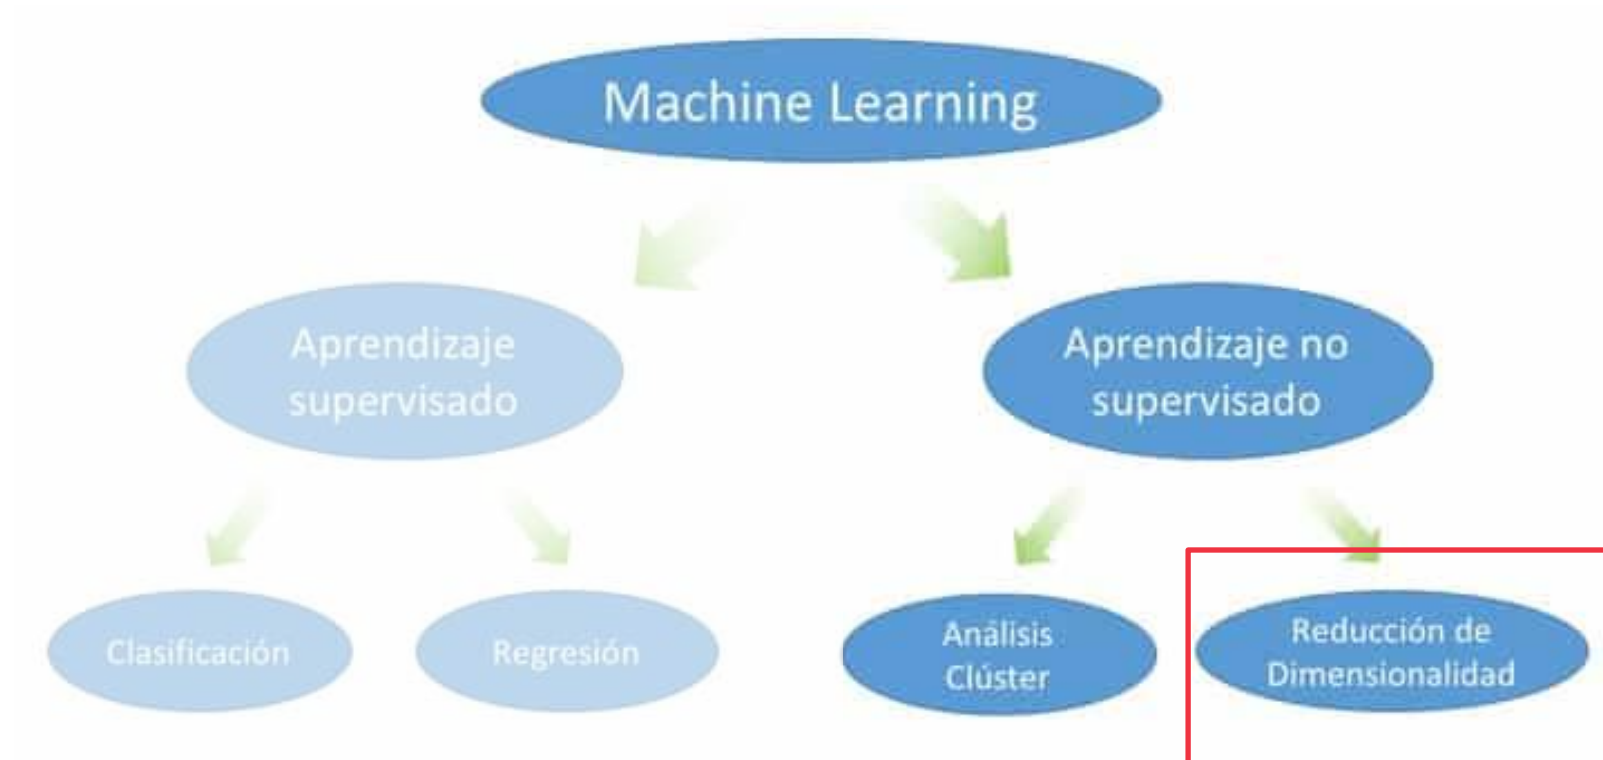 Machine Learning
Aprendizaje
supervisado
Aprendizaje no
supervisado
Clasificación
Regresión
Análisis
Clúster
Reducción de
Dimensionalidad